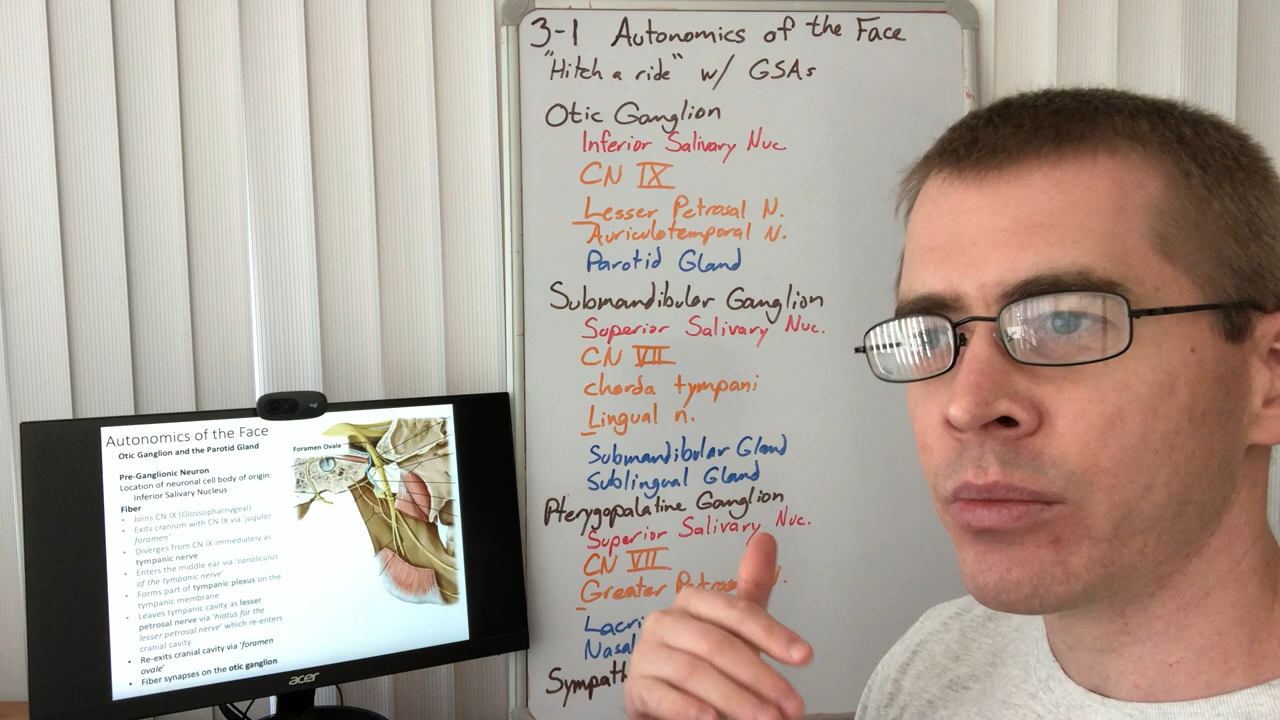 3-1 Autonomics of the Face
"Hitch a ride" w/ GSAs
Otic Ganglion
Inferior Salivary Nuc
CN IX
Lesser Petrosal N.
Auriculotemporal N.
Parotid Gland
Submandibular Ganglion
Superior Salivary Nuc.
CN VII
chorda tympani
Lingual n.
Submandibular Gland
Sublingual Gland
Pterygopalatine Ganglion
Superior Salivary Nuc.
CN VII
Greater
Autonomics of the Face
Otic Ganglion and the Parotid Gland
Foramen Ovale
Pre-Ganglionic Neuron
Location of neuronal cell body of origin:
Inferior Salivary Nucleus
Fiber
• Joins CN IX (Glossopharyngeal)
• Exits cranium with CN IX via 'jugular
foramen'
• Diverges from CN IX immediately as
tympanic nerve
• Enters the middle ear via 'canaliculus
of the tympanic nerve'
• Forms part of tympanic plexus on the
tympanic membrane
• Leaves tympanic cavity as lesser
petrosal nerve via 'hiatus for the
lesser petrosal nerve' which re-enters
cranial cavity
• Re-exits cranial cavity via 'foramen
ovale'
• Fiber synapses on the otic ganglion
acer